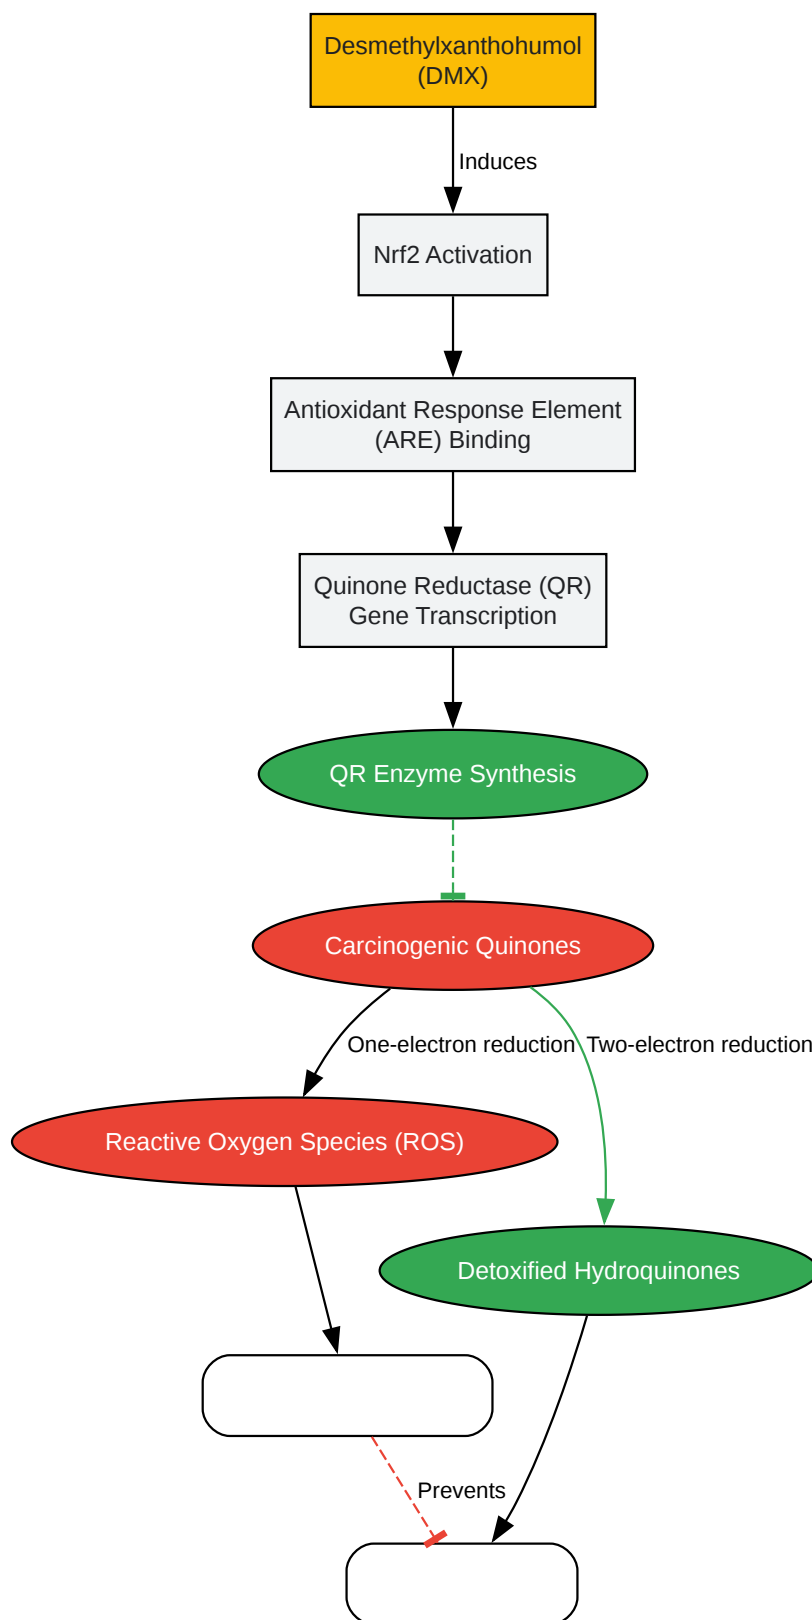 Desmethylxanthohumol
(DMX)
Induces
Nrf2 Activation
Antioxidant Response Element
(ARE) Binding
Quinone Reductase (QR)
Gene Transcription
QR Enzyme Synthesis
Carcinogenic Quinones
One-electron reduction
Two-electron reduction
Reactive Oxygen Species (ROS)
Detoxified Hydroquinones
Prevents